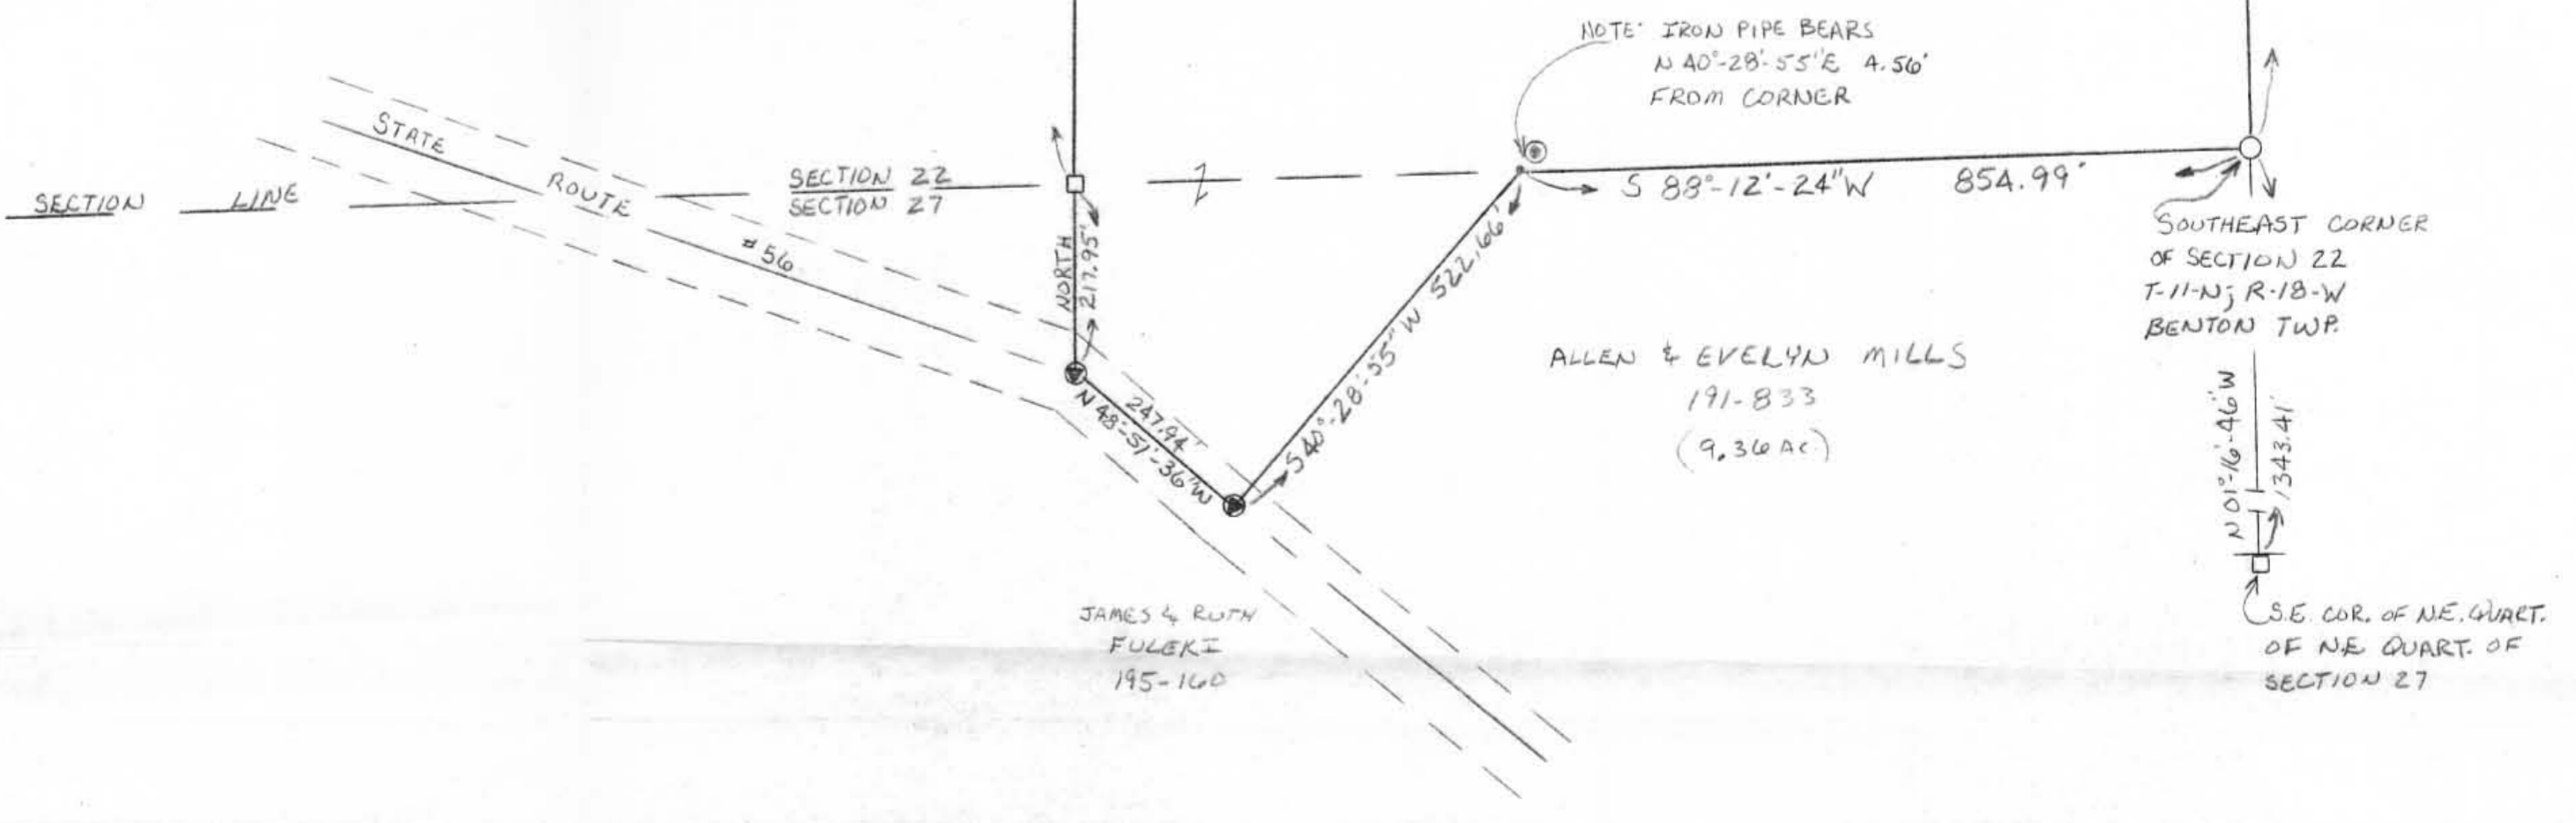 NOTE: IRON PIPE BEARS
N 40°-28'-55"E 4.56'
FROM CORNER
STATE
ROUTE
#56
SECTION LINE
SECTION 22
SECTION 27
S 88°-12'-24"W 854.99'
NORTH
217.95'
247.94'
N 48°-51'-36"W
S 40°-28'-55" W 522.66'
SOUTHEAST CORNER
OF SECTION 22
T-11-N; R-18-W
BENTON TWP.
ALLEN & EVELYN MILLS
191-833
(9.36 AC.)
N 01°-16'-46"W
1343.41'
JAMES & RUTH
FULEKI
195-160
S.E. COR. OF N.E. QUART.
OF N.E QUART. OF
SECTION 27